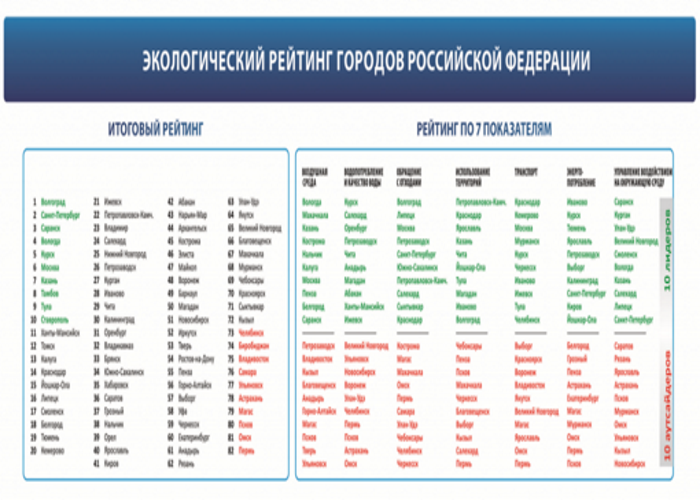 ЭКОЛОГИЧЕСКИЙ РЕЙТИНГ ГОРОДОВ РОССИЙСКОЙ ФЕДЕРАЦИИ
ИТОГОВЫЙ РЕЙТИНГ
1 Волгоград
2 Санкт-Петербург
3 Саранск
4 Вологда
5 Курск
6 Москва
7 Казань
8 Тамбов
9 Тула
10 Ставрополь
11 Ханты-Мансийск
12 Томск
13 Калуга
14 Краснодар
15 Йошкар-Ола
16 Липецк
17 Смоленск
18 Белгород
19 Тюмень
20 Кемерово
21 Ижевск
22 Петропавловск-Камч.
23 Владимир
24 Салехард
25 Нижний Новгород
26 Петрозаводск
27 Курган
28 Иваново
29 Чита
30 Калининград
31 Оренбург
32 Владикавказ
33 Брянск
34 Южно-Сахалинск
35 Хабаровск
36 Саратов
37 Грозный
38 Нальчик
39 Орел
40 Ярославль
41 Киров
42 Абакан
43 Нарьян-Мар
44 Архангельск
45 Кострома
46 Элиста
47 Майкоп
48 Воронеж
49 Барнаул
50 Магадан
51 Новосибирск
52 Иркутск
53 Тверь
54 Ростов-на-Дону
55 Пенза
56 Горно-Алтайск
57 Выборг
58 Уфа
59 Черкесск
60 Екатеринбург
61 Анадырь
62 Рязань
63 Улан-Удэ
64 Якутск
65 Великий Новгород
66 Благовещенск
67 Махачкала
68 Мурманск
69 Чебоксары
70 Красноярск
71 Сыктывкар
72 Кызыл
73 Челябинск
74 Биробиджан
75 Владивосток
76 Самара
77 Ульяновск
78 Астрахань
79 Магас
80 Псков
81 Омск
82 Пермь
РЕЙТИНГ ПО 7 ПОКАЗАТЕЛЯМ
ВОЗДУШНАЯ СРЕДА
Вологда
Махачкала
Казань
Кострома
Нальчик
Калуга
Москва
Пенза
Белгород
Саранск
Петрозаводск
Владивосток
Кызыл
Благовещенск
Анадырь
Горно-Алтайск
Магас
Псков
Тверь
Ульяновск
ВОДОПОТРЕБЛЕНИЕ И КАЧЕСТВО ВОДЫ
Курск
Салехард
Оренбург
Петрозаводск
Чита
Анадырь
Магадан
Абакан
Ханты-Мансийск
Ижевск
Великий Новгород
Ульяновск
Новосибирск
Воронеж
Улан-Удэ
Челябинск
Омск
Псков
Астрахань
Омск
ОБРАЩЕНИЕ С ОТХОДАМИ
Волгоград
Липецк
Москва
Петрозаводск
Санкт-Петербург
Южно-Сахалинск
Петропавловск-Камч.
Салехард
Сыктывкар
Краснодар
Кострома
Магас
Махачкала
Омск
Пермь
Самара
Улан-Удэ
Чебоксары
Челябинск
Черкесск
ИСПОЛЬЗОВАНИЕ ТЕРРИТОРИЙ
Петропавловск-Камч.
Краснодар
Ярославль
Казань
Чита
Йошкар-Ола
Тула
Магадан
Иваново
Волгоград
Чебоксары
Пенза
Псков
Махачкала
Черкесск
Благовещенск
Выборг
Кызыл
Салехард
Пермь
ТРАНСПОРТ
Краснодар
Кемерово
Москва
Мурманск
Курск
Черкесск
Иваново
Ижевск
Тула
Челябинск
Выборг
Красноярск
Воронеж
Владивосток
Якутск
Великий Новгород
Магас
Ярославль
Омск
Пермь
ЭНЕРГО-ПОТРЕБЛЕНИЕ
Иваново
Курск
Тюмень
Ярославль
Москва
Выборг
Калининград
Санкт-Петербург
Киров
Йошкар-Ола
Белгород
Грозный
Пенза
Астрахань
Екатеринбург
Магас
Мурманск
Омск
Пермь
Псков
УПРАВЛЕНИЕ ВОЗДЕЙСТВИЕМ НА ОКРУЖАЮЩУЮ СРЕДУ
Саранск
Курган
Улан-Удэ
Великий Новгород
Вологда
Казань
Саранск
Волгоград
Липецк
Санкт-Петербург
Саратов
Рязань
Ярославль
Астрахань
Псков
Мурманск
Омск
Ульяновск
Кызыл
Новосибирск
10 лидеров
10 аутсайдеров